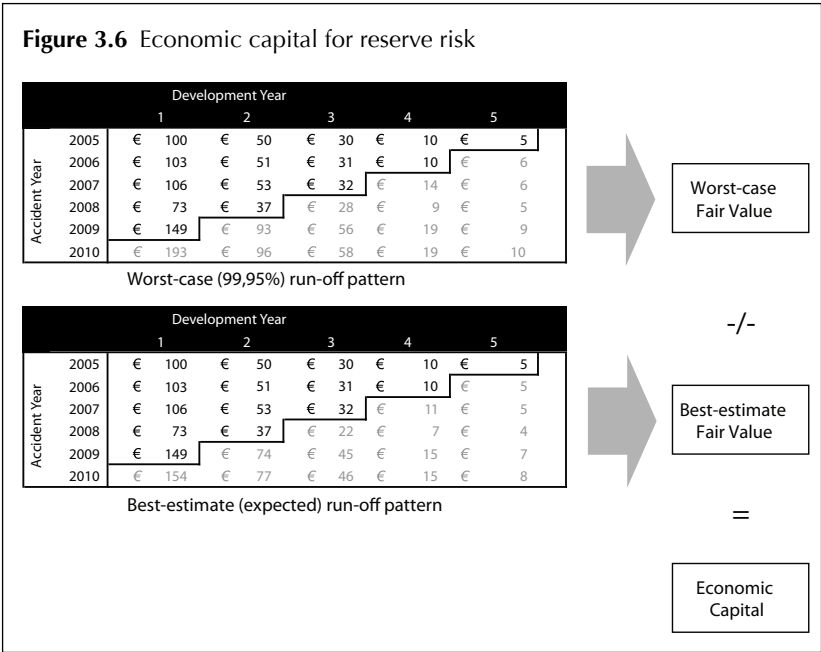 Figure 3.6 Economic capital for reserve risk
Development Year
1 2 3 4 5
Accident Year
2005 € 100 € 50 € 30 € 10 € 5
2006 € 103 € 51 € 31 € 10 € 6
2007 € 106 € 53 € 32 € 14 € 6
2008 € 73 € 37 € 28 € 9 € 5
2009 € 149 € 93 € 56 € 19 € 9
2010 € 193 € 96 € 58 € 19 € 10
Worst-case (99,95%) run-off pattern
Worst-case
Fair Value
-/-
Development Year
1 2 3 4 5
Accident Year
2005 € 100 € 50 € 30 € 10 € 5
2006 € 103 € 51 € 31 € 10 € 5
2007 € 106 € 53 € 32 € 11 € 5
2008 € 73 € 37 € 22 € 7 € 4
2009 € 149 € 74 € 45 € 15 € 7
2010 € 154 € 77 € 46 € 15 € 8
Best-estimate (expected) run-off pattern
Best-estimate
Fair Value
=
Economic
Capital